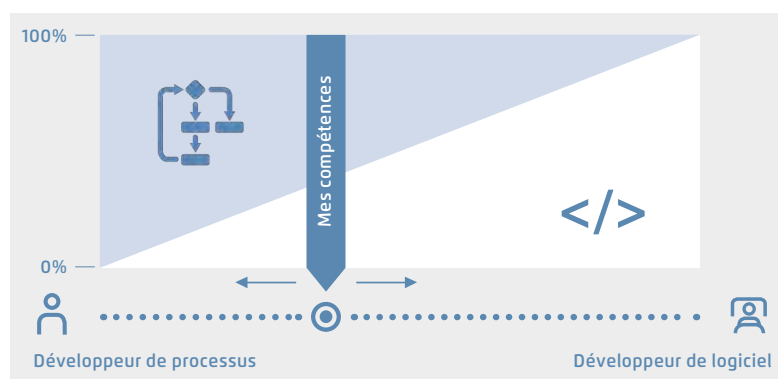 100%
Mes compétences
</>
0%
Développeur de processus
Développeur de logiciel